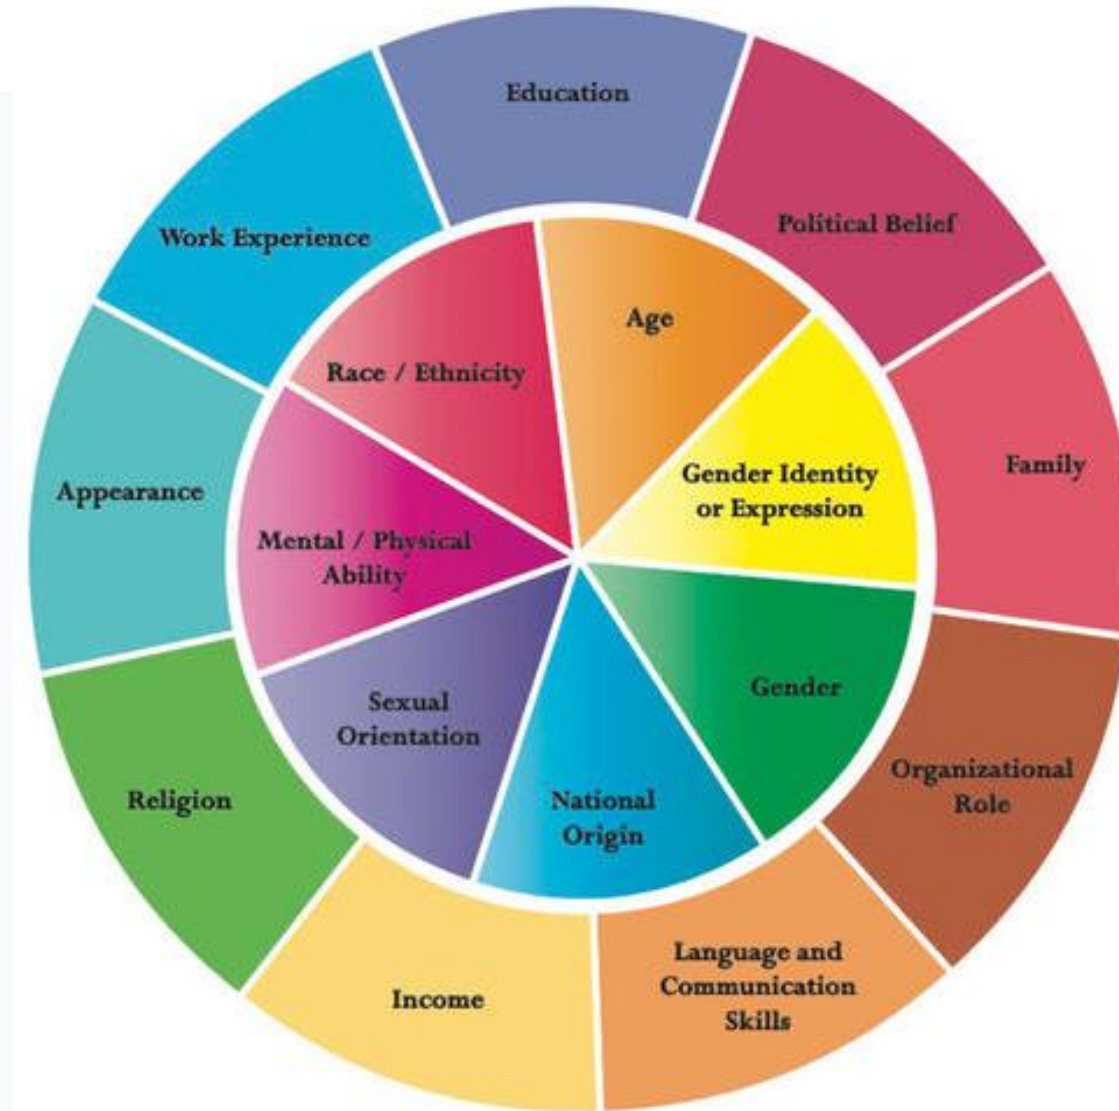 Education
Political Belief
Family
Organizational
Role
Language and
Communication
Skills
Income
Religion
Appearance
Work Experience
Age
Gender Identity
or Expression
Gender
National
Origin
Sexual
Orientation
Mental / Physical
Ability
Race / Ethnicity